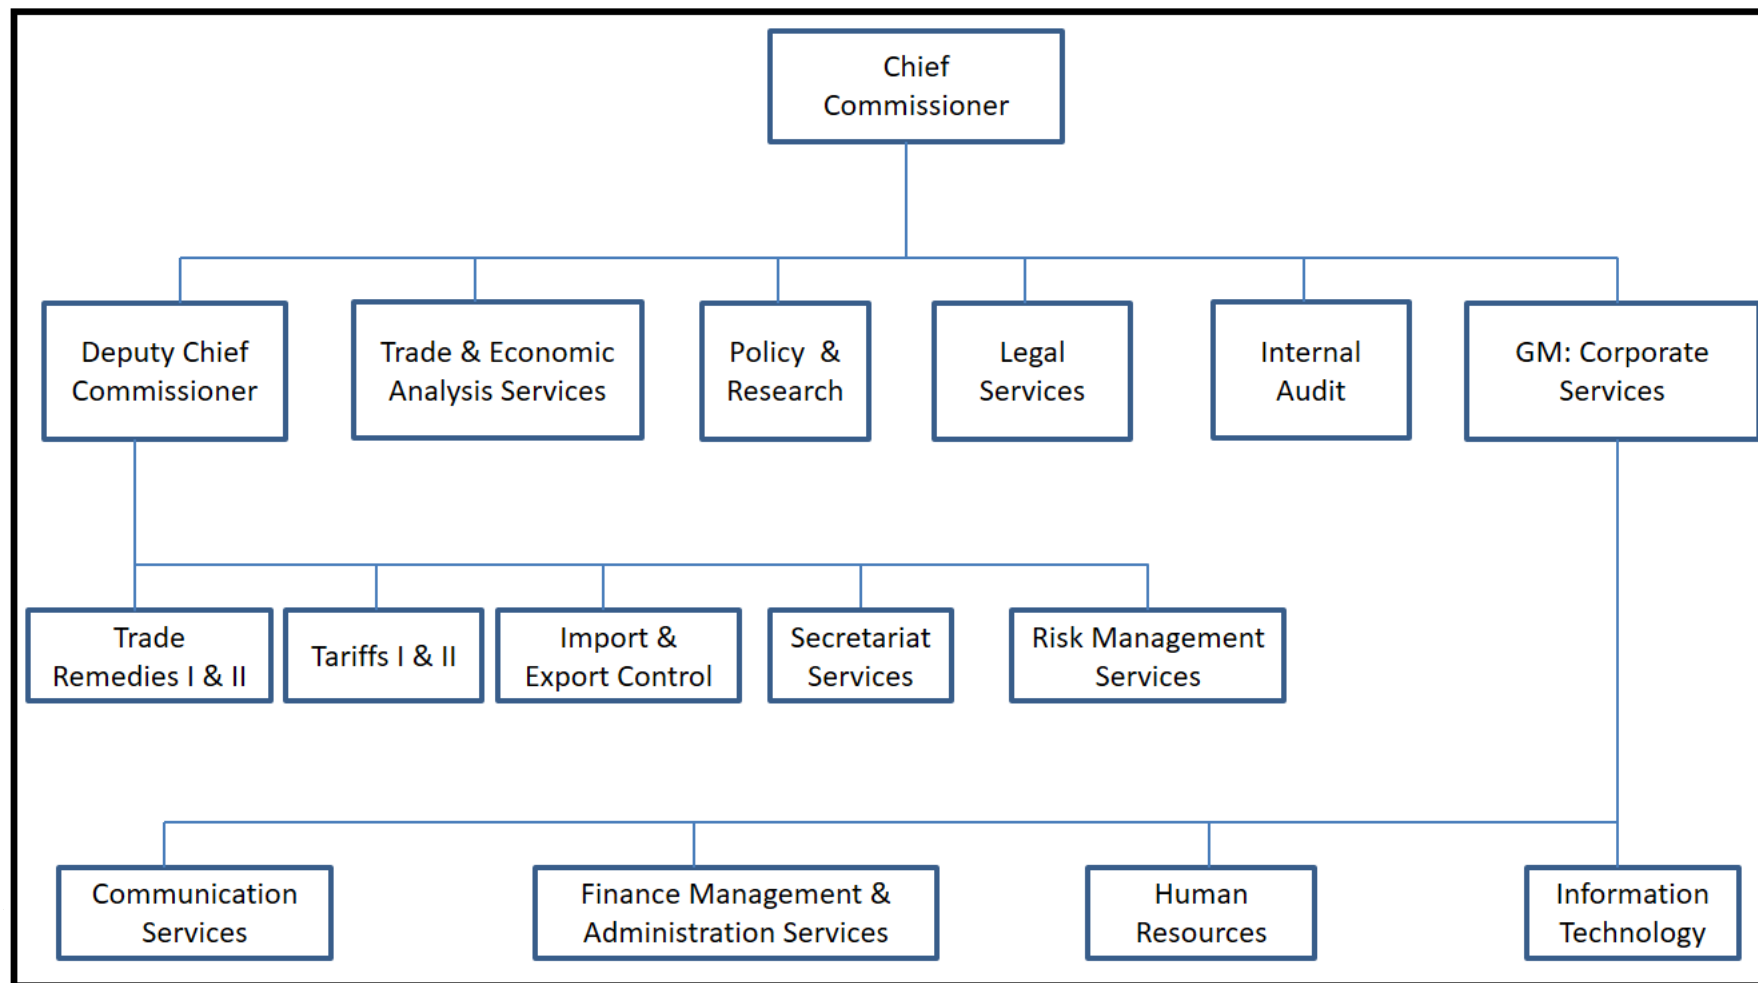 Chief
Commissioner
Deputy Chief
Commissioner
Trade & Economic
Analysis Services
Policy &
Research
Legal
Services
Internal
Audit
GM: Corporate
Services
Trade
Remedies I & II
Tariffs I & II
Import &
Export Control
Secretariat
Services
Risk Management
Services
Communication
Services
Finance Management &
Administration Services
Human
Resources
Information
Technology